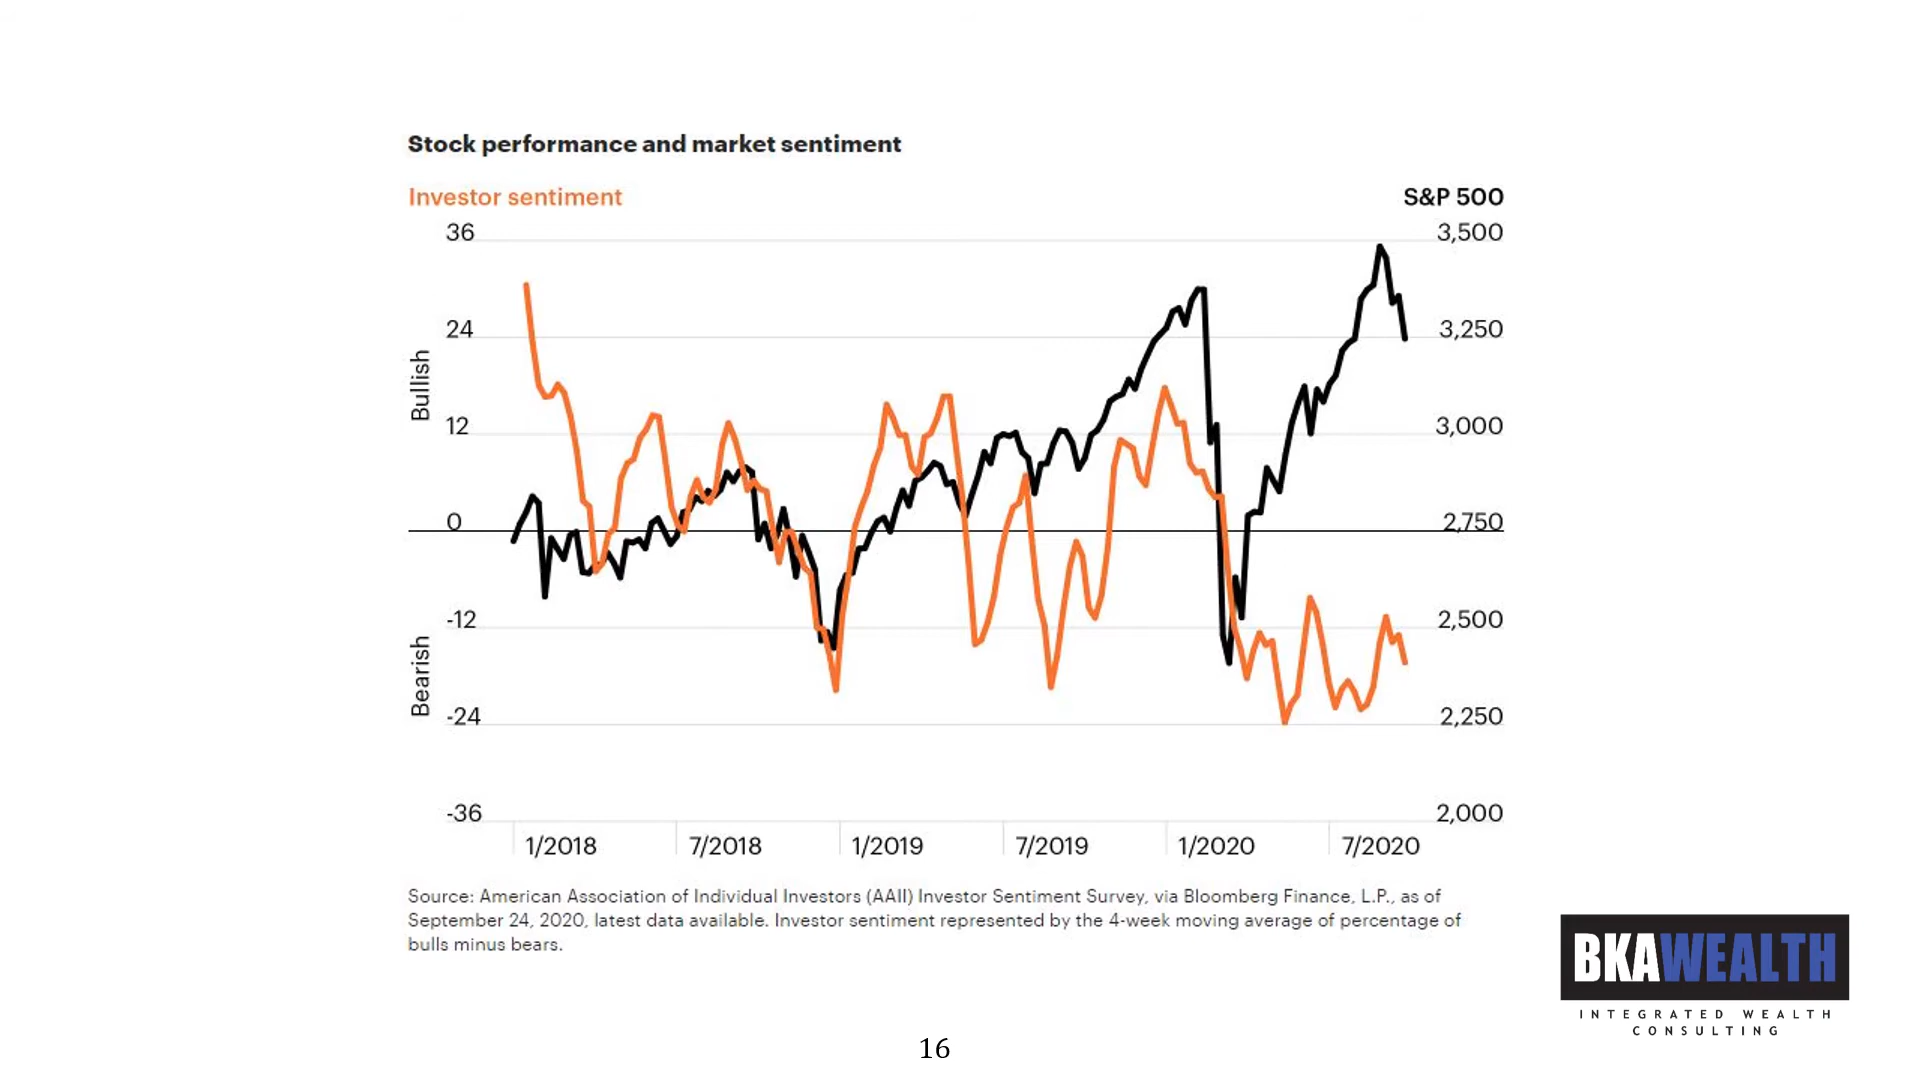 Stock performance and market sentiment
Investor sentiment
S&P 500
36
3,500
24
3,250
Bullish
12
3,000
0
2,750
-12
2,500
Bearish
-24
2,250
-36
2,000
1/2018
7/2018
1/2019
7/2019
1/2020
7/2020
Source: American Association of Individual Investors (AAII) Investor Sentiment Survey, via Bloomberg Finance, L.P., as of
September 24, 2020, latest data available. Investor sentiment represented by the 4-week moving average of percentage of
bulls minus bears.
BKAWEALTH
INTEGRATED WEALTH
CONSULTING
16